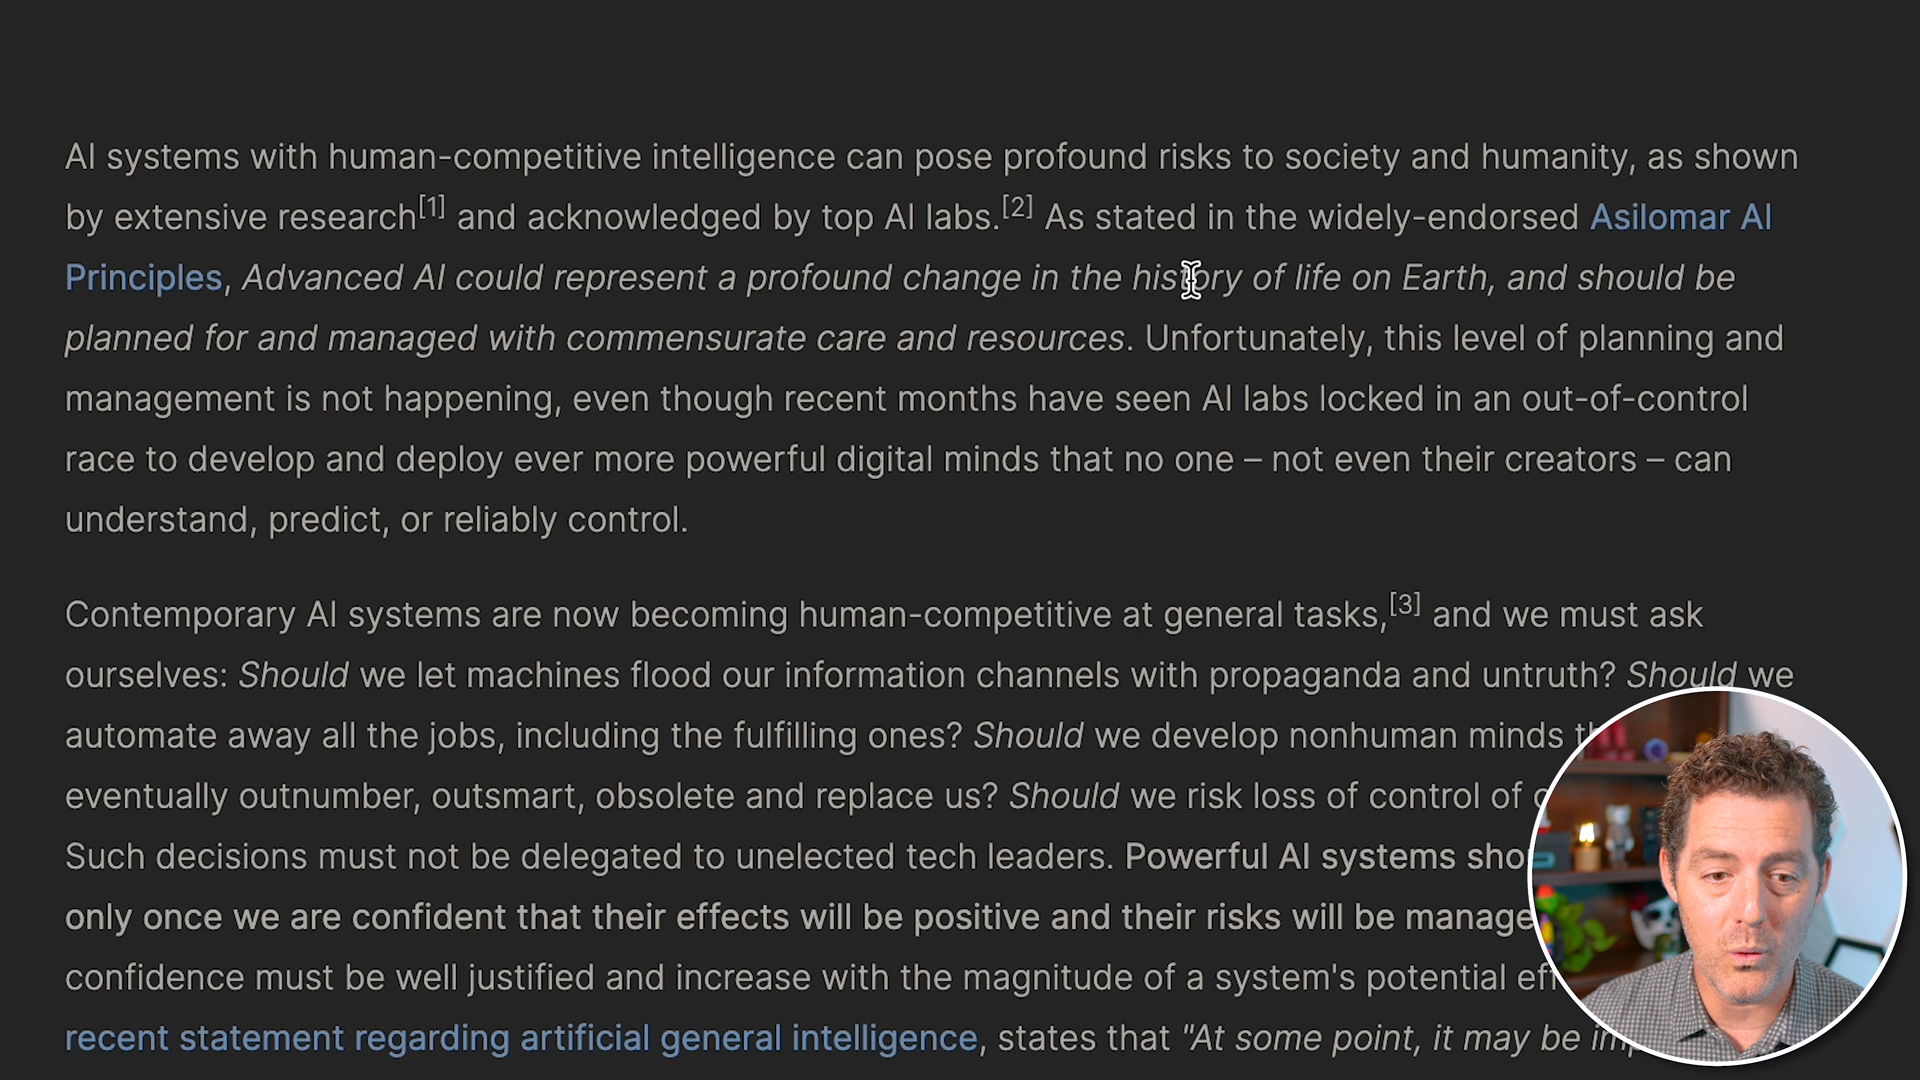 AI systems with human-competitive intelligence can pose profound risks to society and humanity, as shown
by extensive research[1] and acknowledged by top AI labs.[2] As stated in the widely-endorsed Asilomar AI
Principles, Advanced AI could represent a profound change in the history of life on Earth, and should be
planned for and managed with commensurate care and resources. Unfortunately, this level of planning and
management is not happening, even though recent months have seen AI labs locked in an out-of-control
race to develop and deploy ever more powerful digital minds that no one – not even their creators – can
understand, predict, or reliably control.
Contemporary AI systems are now becoming human-competitive at general tasks,[3] and we must ask
ourselves: Should we let machines flood our information channels with propaganda and untruth? Should we
automate away all the jobs, including the fulfilling ones? Should we develop nonhuman minds
eventually outnumber, outsmart, obsolete and replace us? Should we risk loss of control of
Such decisions must not be delegated to unelected tech leaders. Powerful AI systems
only once we are confident that their effects will be positive and their risks will be
confidence must be well justified and increase with the magnitude of a system's potential
recent statement regarding artificial general intelligence, states that "At some point, it may be